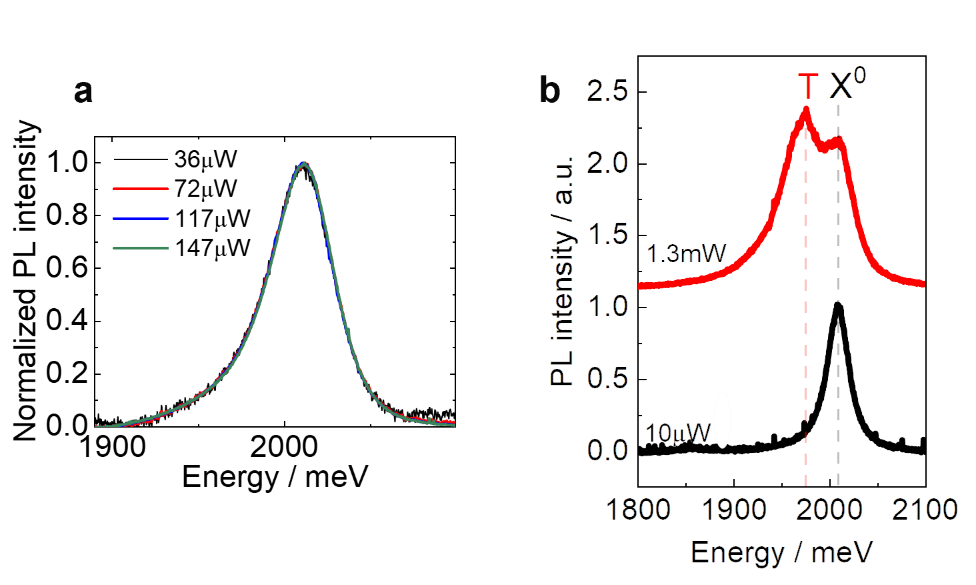 a
Normalized PL intensity
1.0
0.8
0.6
0.4
0.2
0.0
36μW
72μW
117μW
147μW
1900
2000
Energy / meV
b
PL intensity / a.u.
2.5
2.0
1.5
1.0
0.5
0.0
T X⁰
1.3mW
10μW
1800 1900 2000 2100
Energy / meV